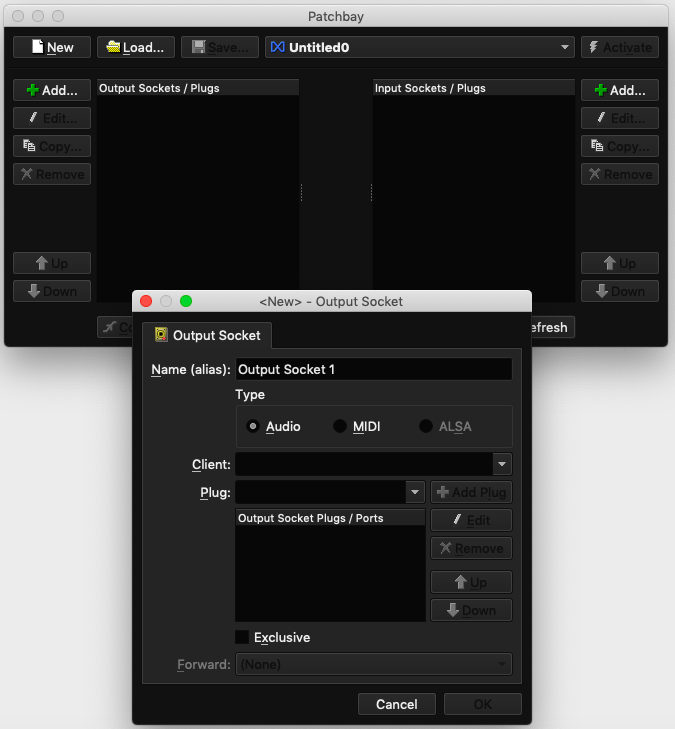 Patchbay
New Load... Save... Untitled0 Activate
Add... Output Sockets / Plugs Input Sockets / Plugs Add...
Edit... Edit...
Copy... Copy...
Remove Remove
Up Up
Down Down
<New> - Output Socket
Co efresh
Output Socket
Name (alias): Output Socket 1
Type
Audio MIDI ALSA
Client:
Plug: Add Plug
Output Socket Plugs / Ports Edit
Remove
Up
Down
Exclusive
Forward: (None)
Cancel OK